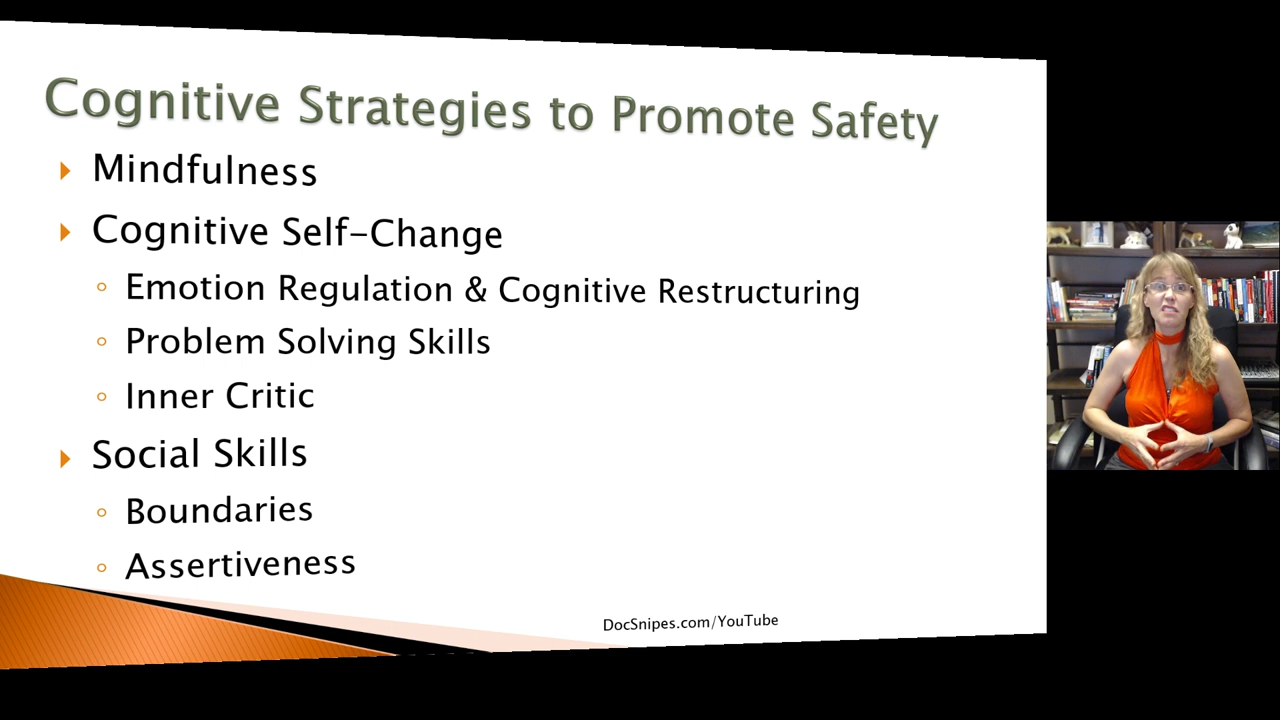 Cognitive Strategies to Promote Safety
Mindfulness
Cognitive Self-Change
Emotion Regulation & Cognitive Restructuring
Problem Solving Skills
Inner Critic
Social Skills
Boundaries
Assertiveness
DocSnipes.com/YouTube